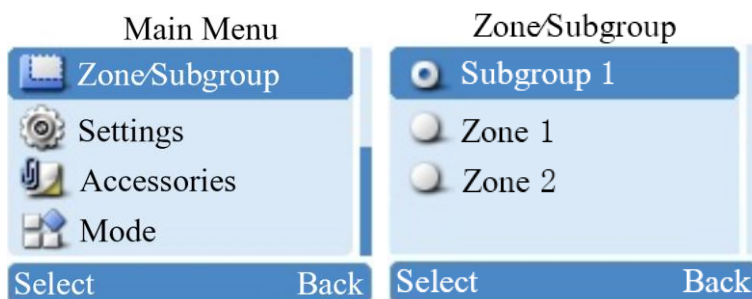 Main Menu
Zone/Subgroup
Settings
Accessories
Mode
Select Back
Zone/Subgroup
Subgroup 1
Zone 1
Zone 2
Select Back